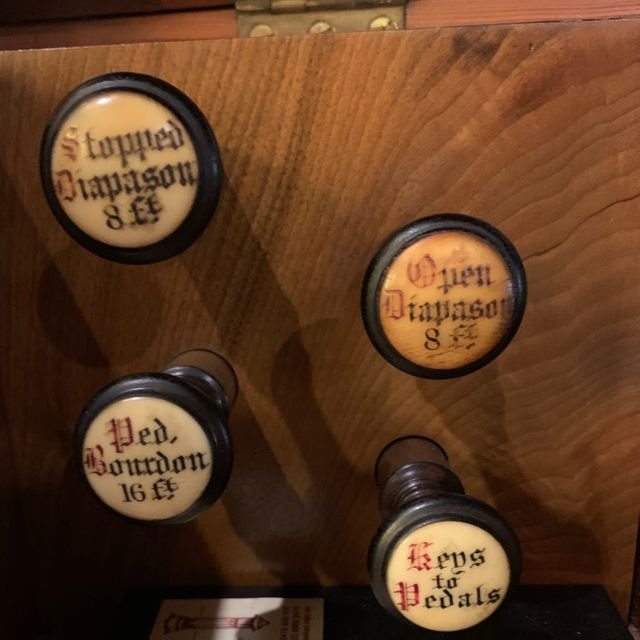 Stopped
Diapason
8 ft
Open
Diapason
8 ft
Ped.
Bourdon
16 ft
Keys
to
Pedals